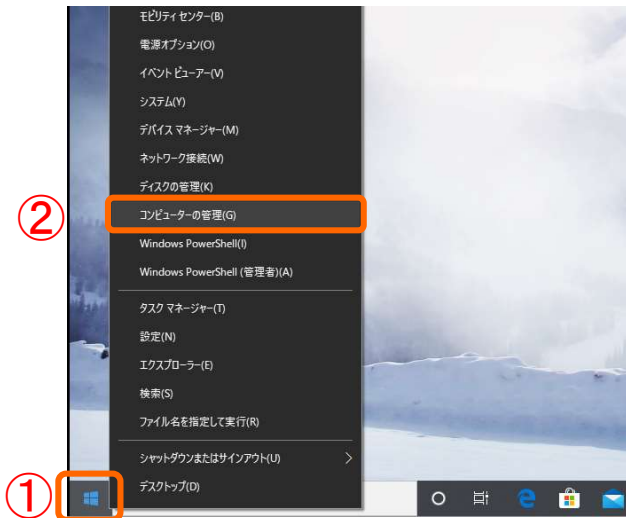 モビリティ センター(B)
電源オプション(O)
イベント ビューアー(V)
システム(Y)
デバイス マネージャー(M)
ネットワーク接続(W)
ディスクの管理(K)
② コンピューターの管理(G)
Windows PowerShell(I)
Windows PowerShell (管理者)(A)
タスク マネージャー(T)
設定(N)
エクスプローラー(E)
検索(S)
ファイル名を指定して実行(R)
シャットダウンまたはサインアウト(U)
デスクトップ(D)
①